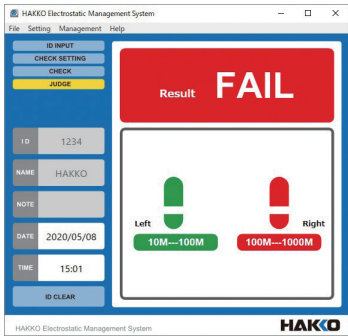 HAKKO Electrostatic Management System
File Setting Management Help
ID INPUT
CHECK SETTING
CHECK
JUDGE
Result FAIL
ID 1234
NAME HAKKO
NOTE
DATE 2020/05/08
TIME 15:01
ID CLEAR
Left
10M---100M
Right
100M---1000M
HAKKO Electrostatic Management System
HAKKO